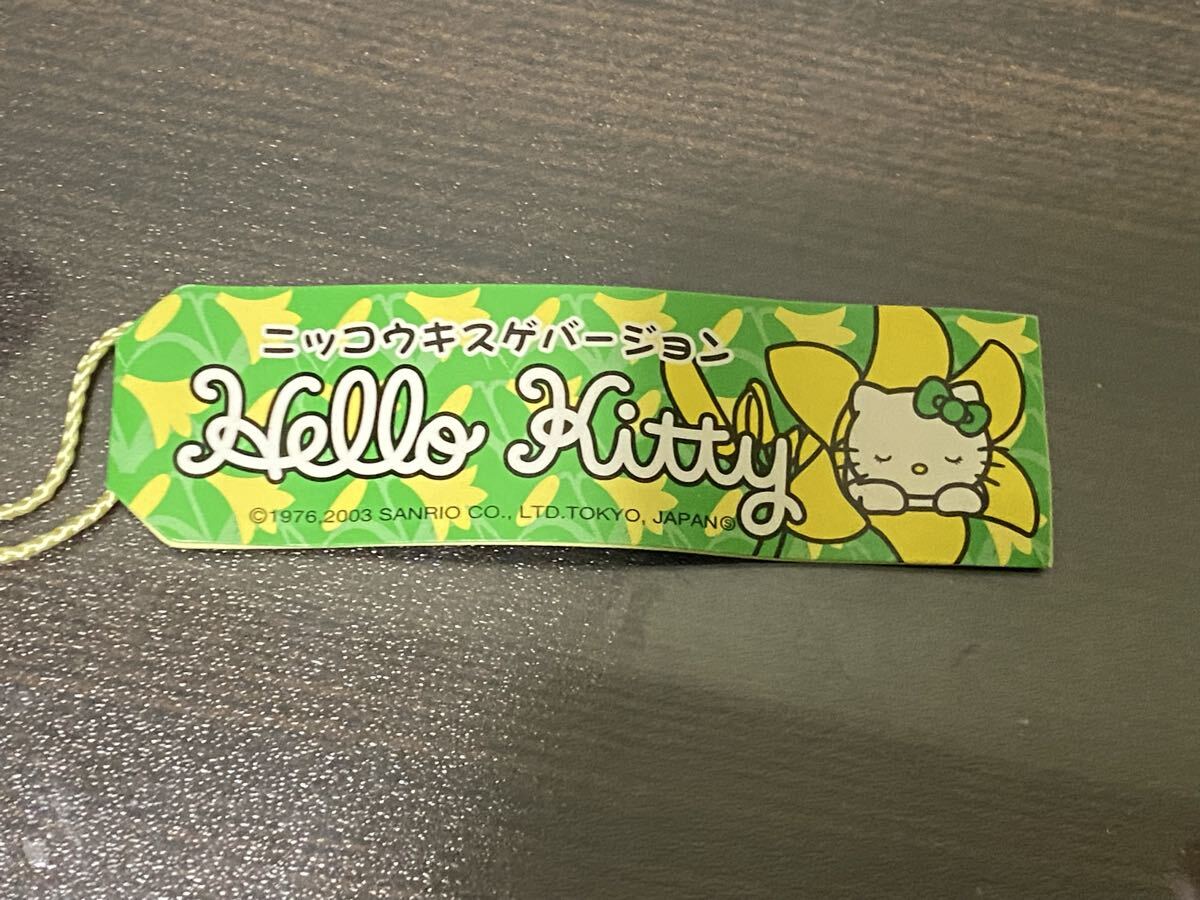 ニッコウキスゲバージョン
Hello Kitty
©1976,2003 SANRIO CO., LTD.TOKYO, JAPANⓈ